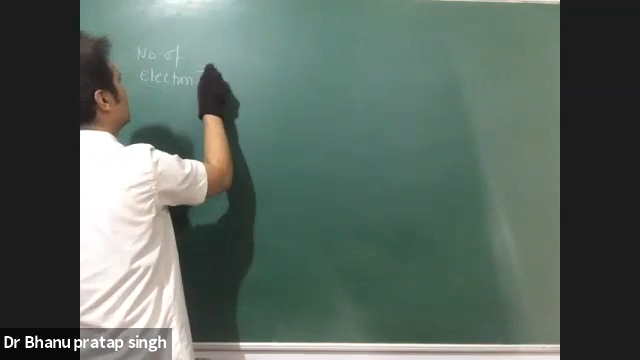 No of
electron =
Dr Bhanu pratap singh